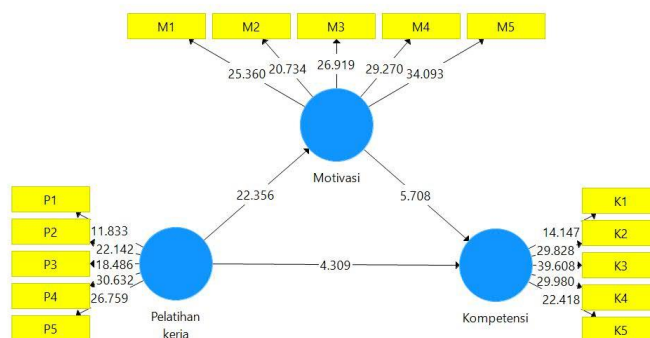 M1 M2 M3 M4 M5
25.360 20.734 26.919 29.270 34.093
Motivasi
22.356 5.708
P1
P2
P3
P4
P5
11.833
22.142
18.486
30.632
26.759
Pelatihan
kerja
4.309
Kompetensi
14.147
29.828
39.608
29.980
22.418
K1
K2
K3
K4
K5